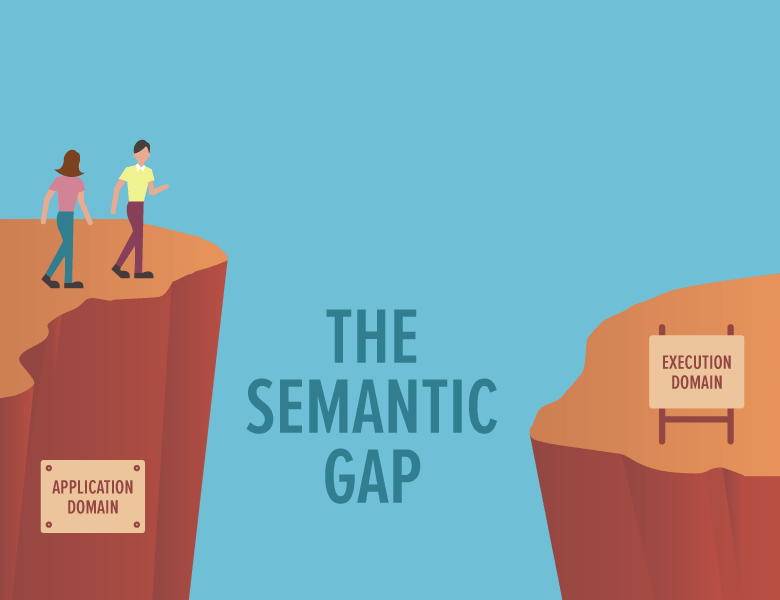 THE
SEMANTIC
GAP
EXECUTION
DOMAIN
APPLICATION
DOMAIN